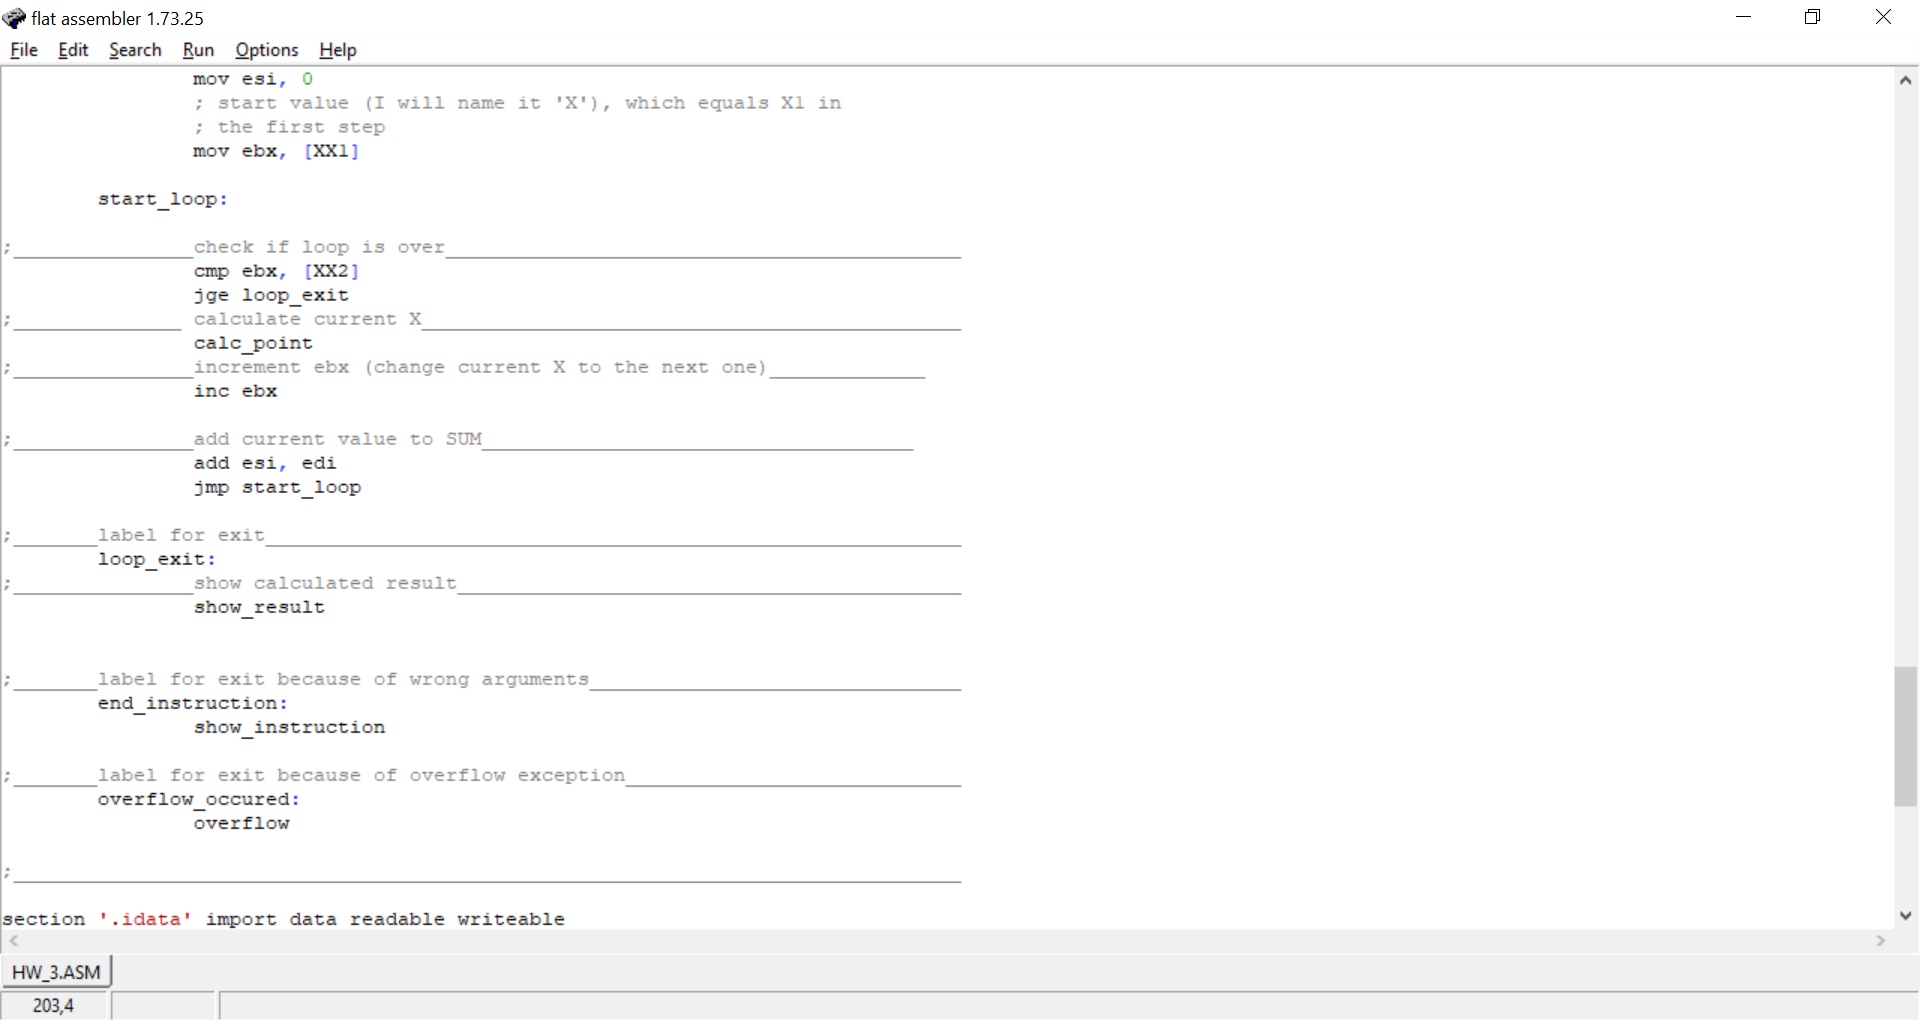 flat assembler 1.73.25
File Edit Search Run Options Help
mov esi, 0
; start value (I will name it 'X'), which equals X1 in
; the first step
mov ebx, [XX1]
start_loop:
;_______________check if loop is over___________________________________________
cmp ebx, [XX2]
jge loop_exit
;______________ calculate current X_____________________________________________
calc_point
;_______________increment ebx (change current X to the next one)_____________
inc ebx
;_______________add current value to SUM____________________________________
add esi, edi
jmp start_loop
;_______label for exit__________________________________________________________
loop_exit:
;_______________show calculated result__________________________________________
show_result
;_______label for exit because of wrong arguments_______________________________
end_instruction:
show_instruction
;_______label for exit because of overflow exception____________________________
overflow_occured:
overflow
;_______________________________________________________________________________
section '.idata' import data readable writeable
HW_3.ASM
203,4